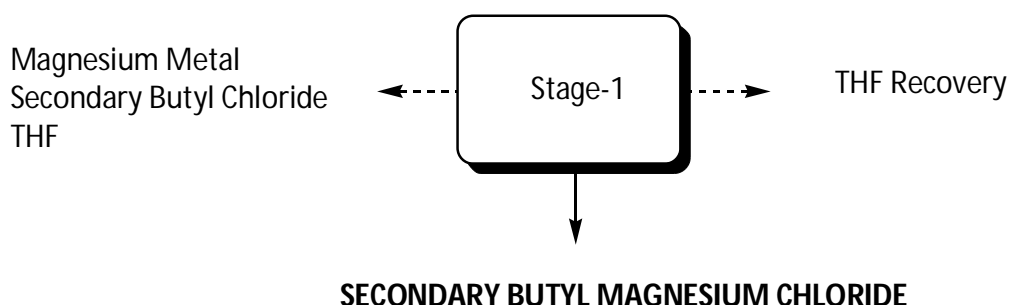 Magnesium Metal
Secondary Butyl Chloride
THF
Stage-1
THF Recovery
SECONDARY BUTYL MAGNESIUM CHLORIDE